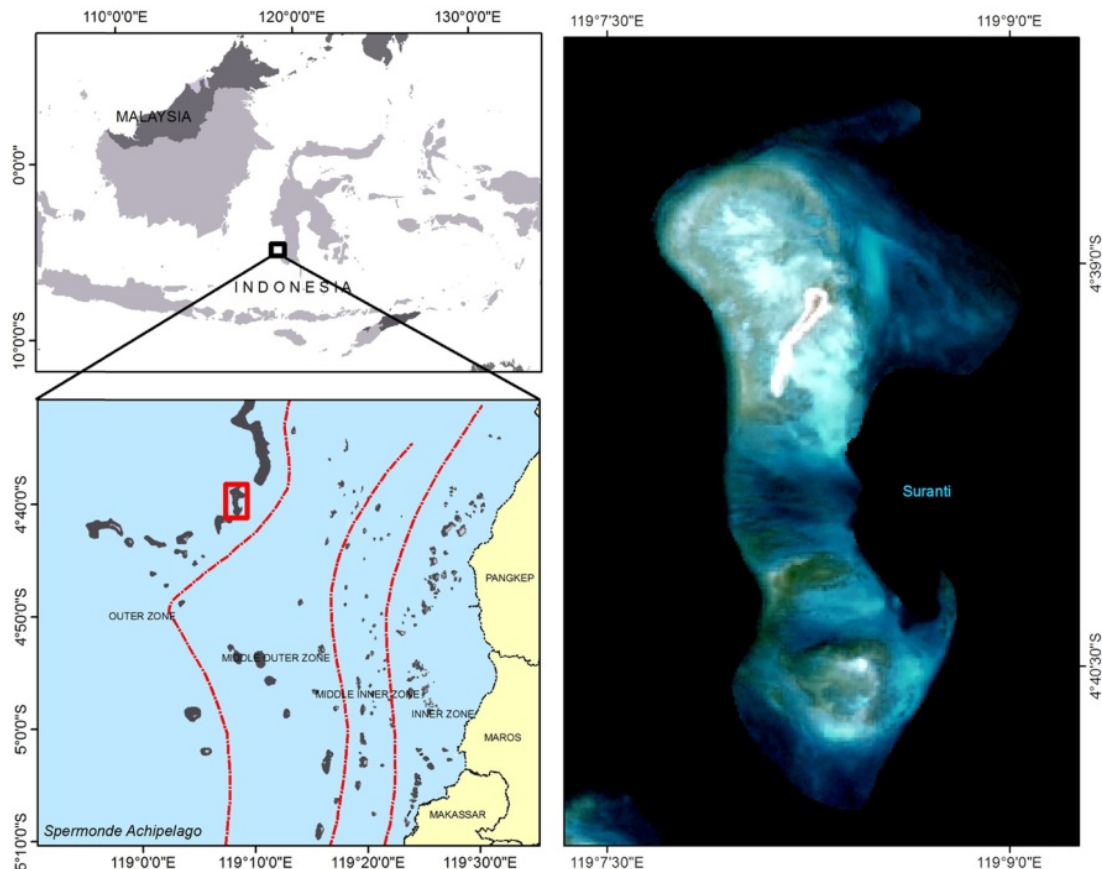 110°0'0"E 120°0'0"E 130°0'0"E
0°0'0"
10°0'0"S
MALAYSIA
I N D O N E S I A
4°40'0"S
4°50'0"S
5°0'0"S
5°10'0"S
PANGKEP
OUTER ZONE
MIDDLE OUTER ZONE
MIDDLE INNER ZONE
INNER ZONE
MAROS
MAKASSAR
Spermonde Achipelago
119°0'0"E 119°10'0"E 119°20'0"E 119°30'0"E
119°7'30"E 119°9'0"E
4°39'0"S
Suranti
4°40'30"S
119°7'30"E 119°9'0"E